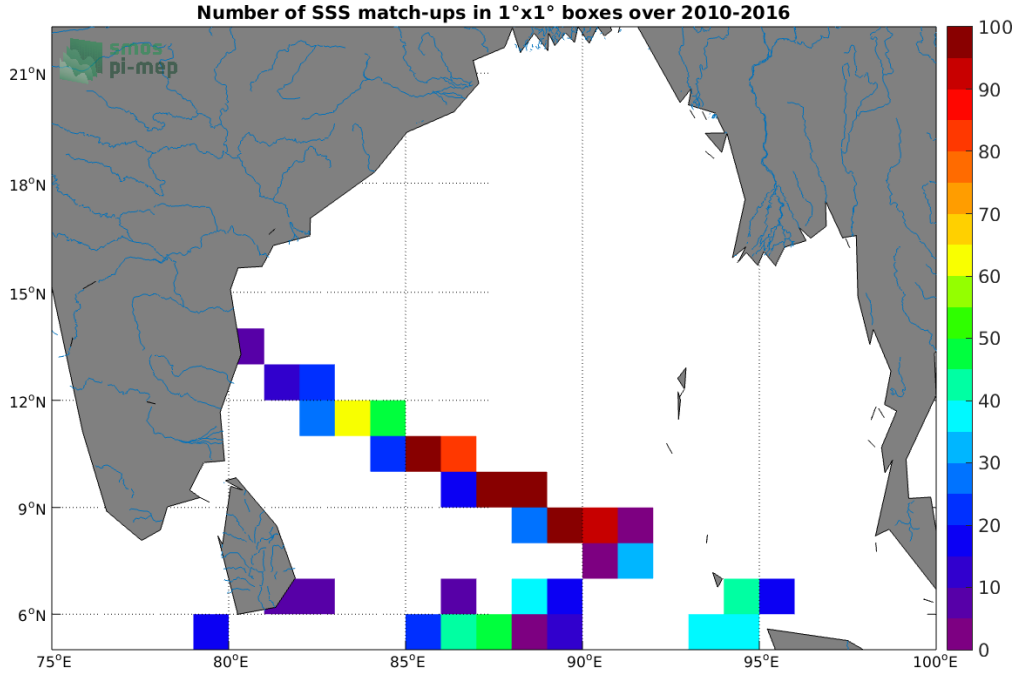 Number of SSS match-ups in 1°x1° boxes over 2010-2016
smos
pi-mep
21°N
18°N
15°N
12°N
9°N
6°N
75°E
80°E
85°E
90°E
95°E
100°E
100
90
80
70
60
50
40
30
20
10
0